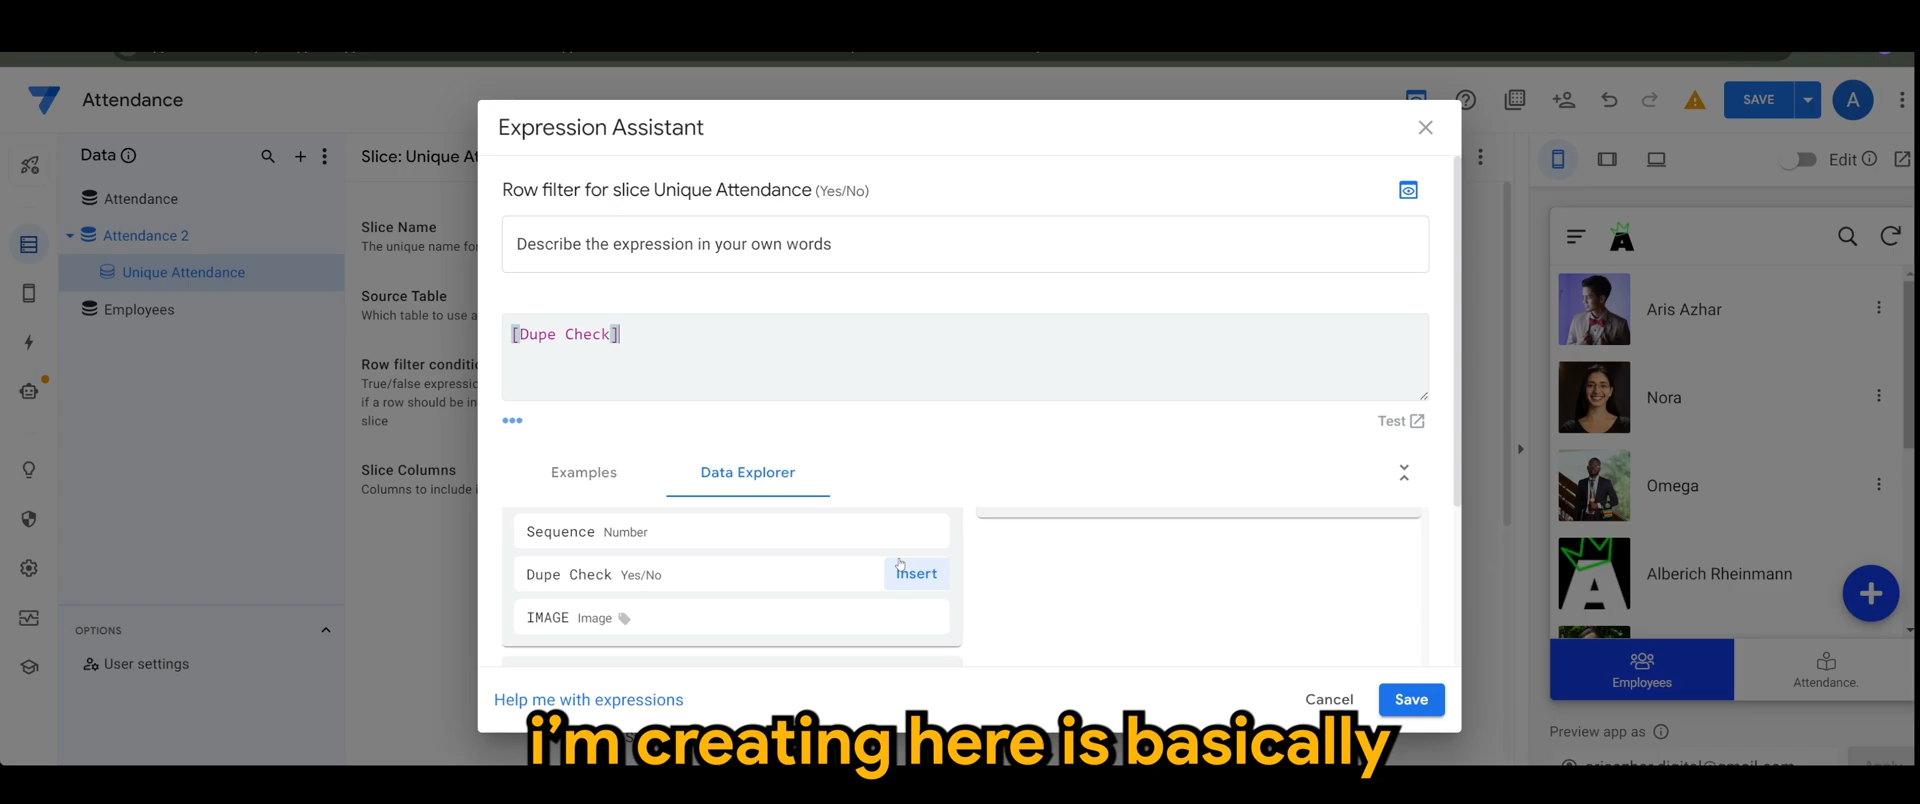 Attendance
SAVE
A
Data
Attendance
Attendance 2
Unique Attendance
Employees
OPTIONS
User settings
Slice: Unique At
Slice Name
The unique name fo
Source Table
Which table to use a
Row filter conditi
True/false expressio
if a row should be in
slice
Slice Columns
Columns to include i
Expression Assistant
Row filter for slice Unique Attendance (Yes/No)
Describe the expression in your own words
[Dupe Check]
Test
Examples
Data Explorer
Sequence Number
Dupe Check Yes/No
Insert
IMAGE Image
Help me with expressions
Cancel
Save
i'm creating here is basically
Edit
A
Aris Azhar
Nora
Omega
Alberich Rheinmann
Employees
Attendance.
Preview app as